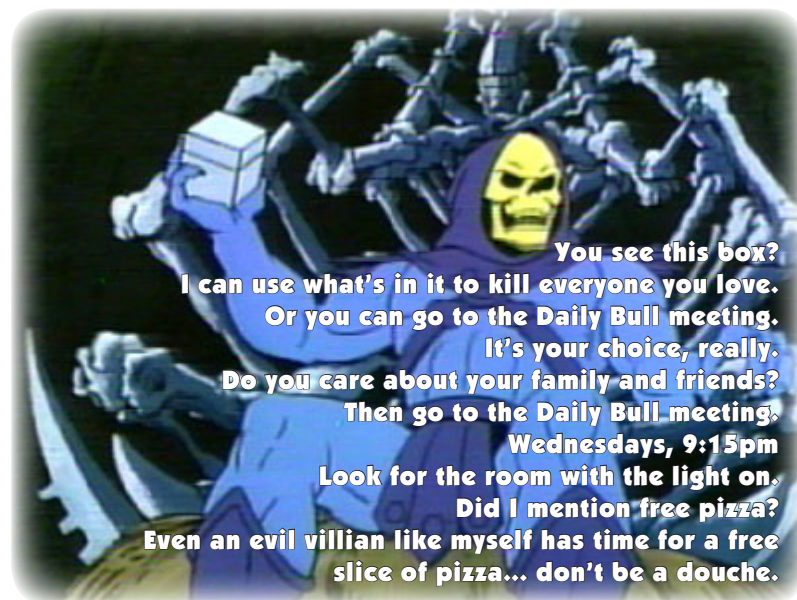 You see this box?
I can use what's in it to kill everyone you love.
Or you can go to the Daily Bull meeting.
It's your choice, really.
Do you care about your family and friends?
Then go to the Daily Bull meeting.
Wednesdays, 9:15pm
Look for the room with the light on.
Did I mention free pizza?
Even an evil villian like myself has time for a free
slice of pizza... don't be a douche.